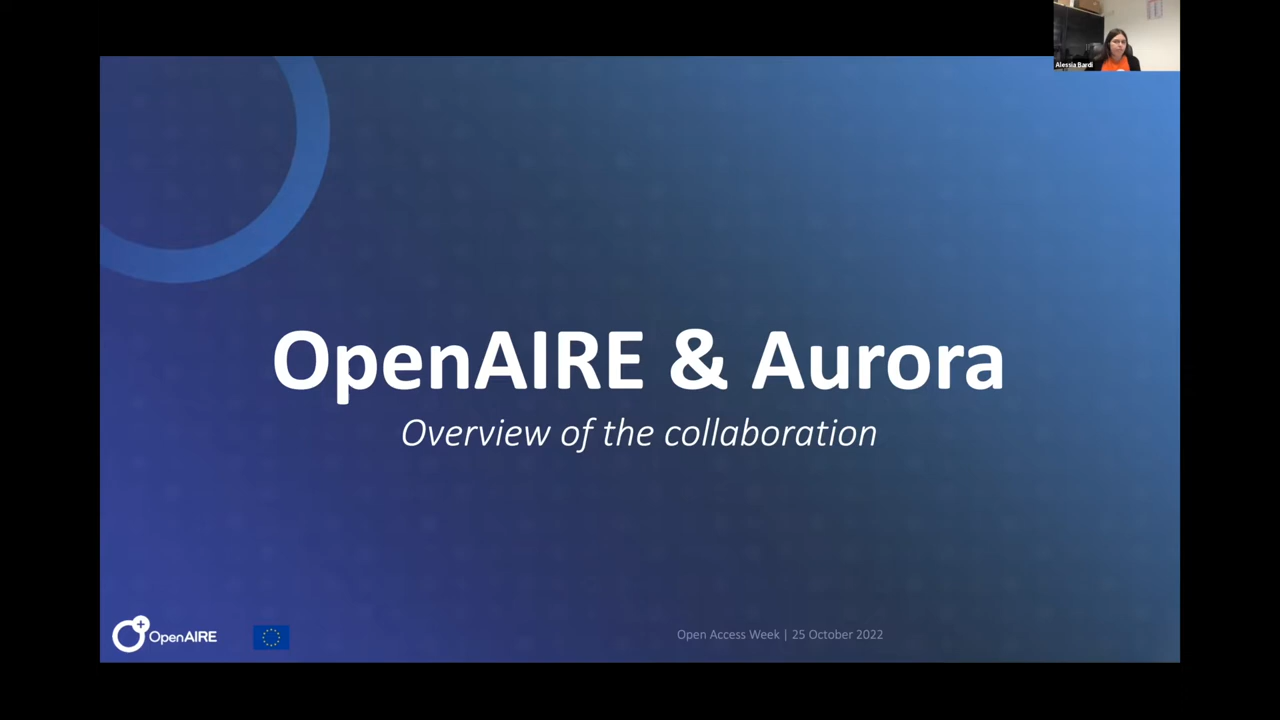 Alessia Bardi
OpenAIRE & Aurora
Overview of the collaboration
OpenAIRE
Open Access Week | 25 October 2022